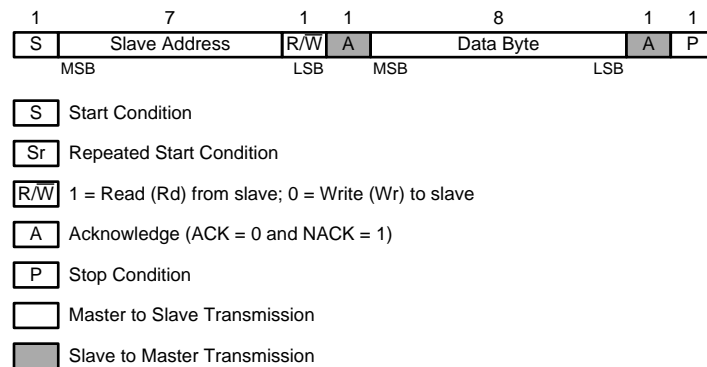 1 7 1 1 8 1 1
S Slave Address R/W̅ A Data Byte A P
MSB LSB MSB LSB
S Start Condition
Sr Repeated Start Condition
R/W̅ 1 = Read (Rd) from slave; 0 = Write (Wr) to slave
A Acknowledge (ACK = 0 and NACK = 1)
P Stop Condition
Master to Slave Transmission
Slave to Master Transmission